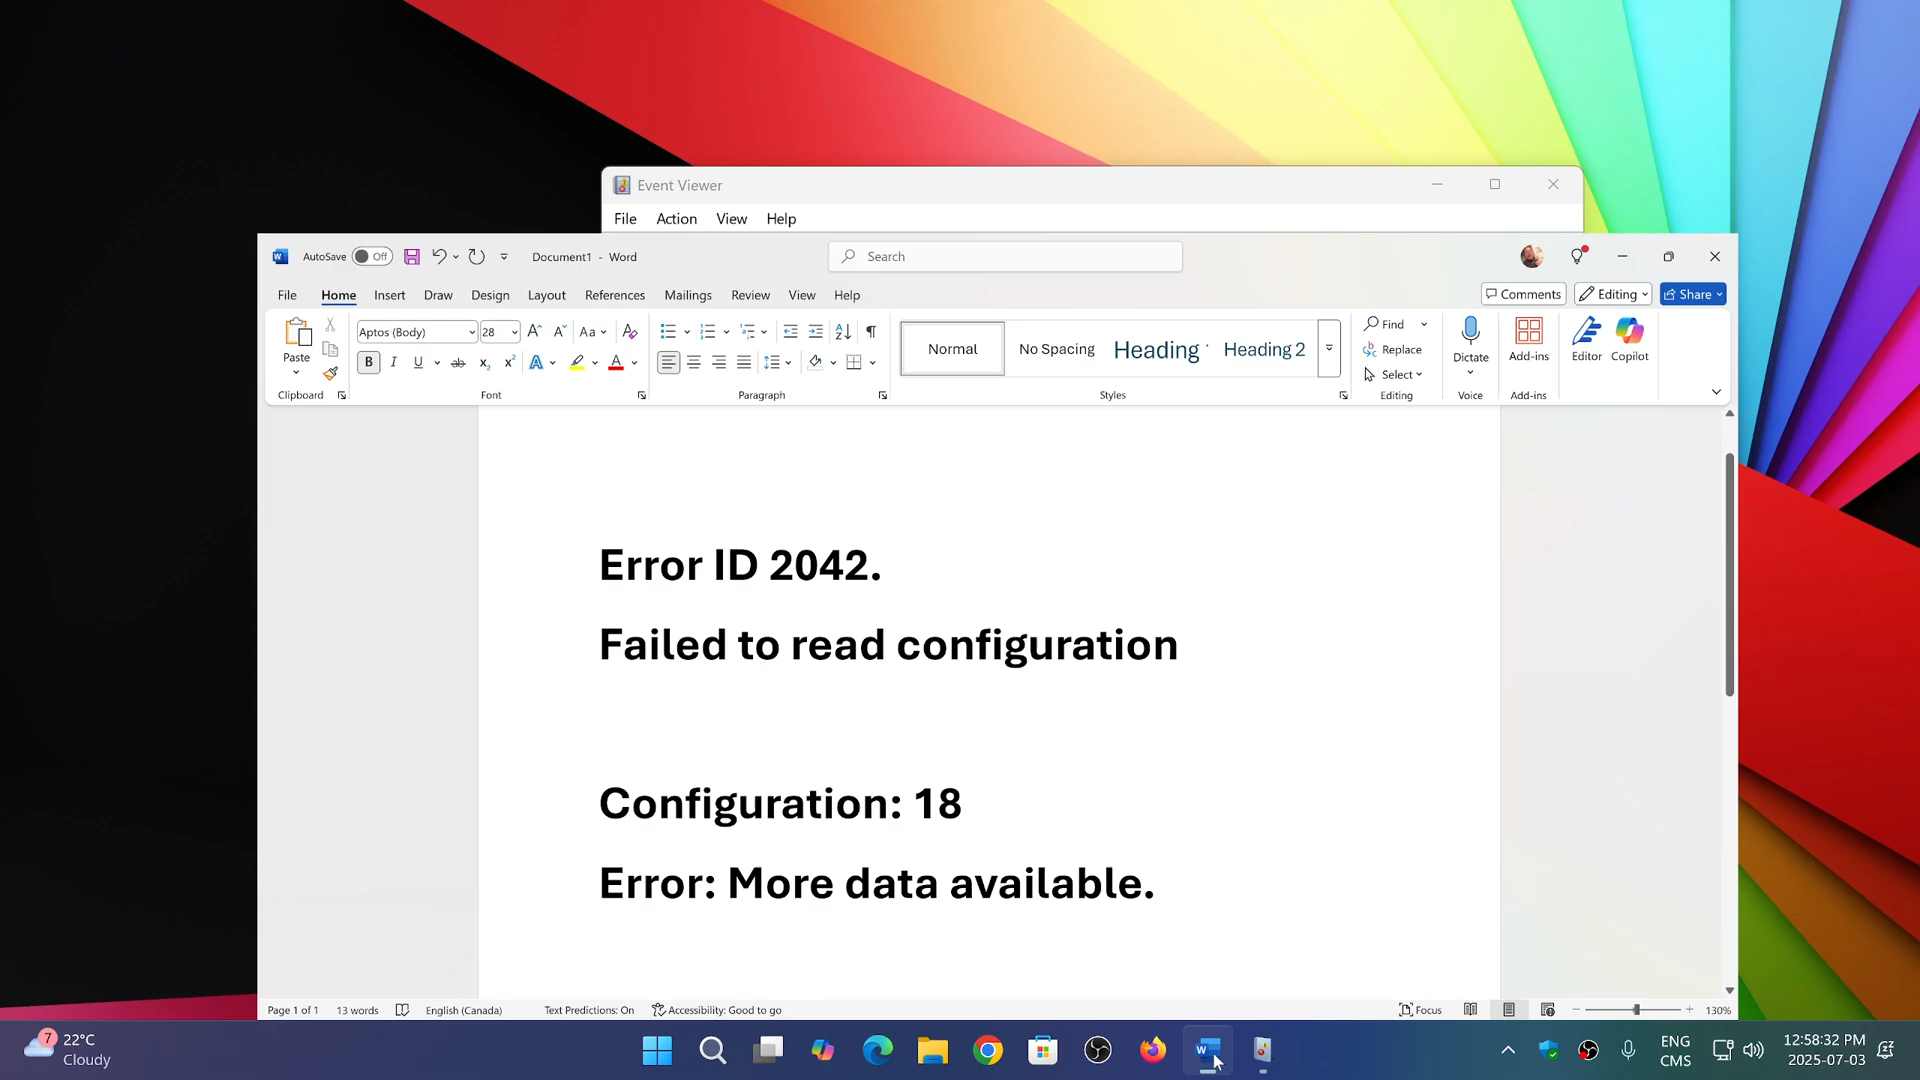 Event Viewer
File Action View Help
AutoSave Off Document1 - Word Search
File Home Insert Draw Design Layout References Mailings Review View Help Comments Editing Share
Paste Aptos (Body) 28 Aa Normal No Spacing Heading Heading 2 Find Replace Select Dictate Add-ins Editor Copilot
Clipboard Font Paragraph Styles Editing Voice Add-ins
Error ID 2042.
Failed to read configuration
Configuration: 18
Error: More data available.
Page 1 of 1 13 words English (Canada) Text Predictions: On Accessibility: Good to go Focus 130%
7 22°C
Cloudy
ENG
CMS
12:58:32 PM
2025-07-03